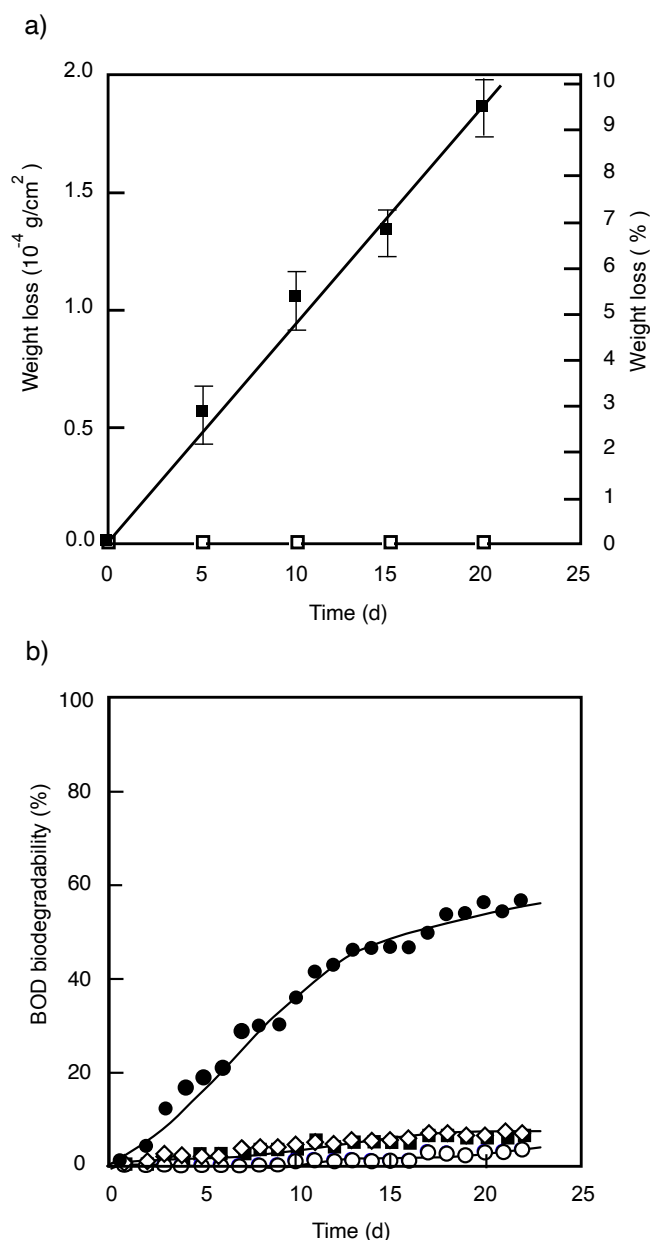 a)
2.0
1.5
1.0
0.5
0.0
Weight loss (10⁻⁴ g/cm²)
10
9
8
7
6
5
4
3
2
1
0
Weight loss ( % )
0 5 10 15 20 25
Time (d)
b)
100
80
60
40
20
0
BOD biodegradability (%)
0 5 10 15 20 25
Time (d)